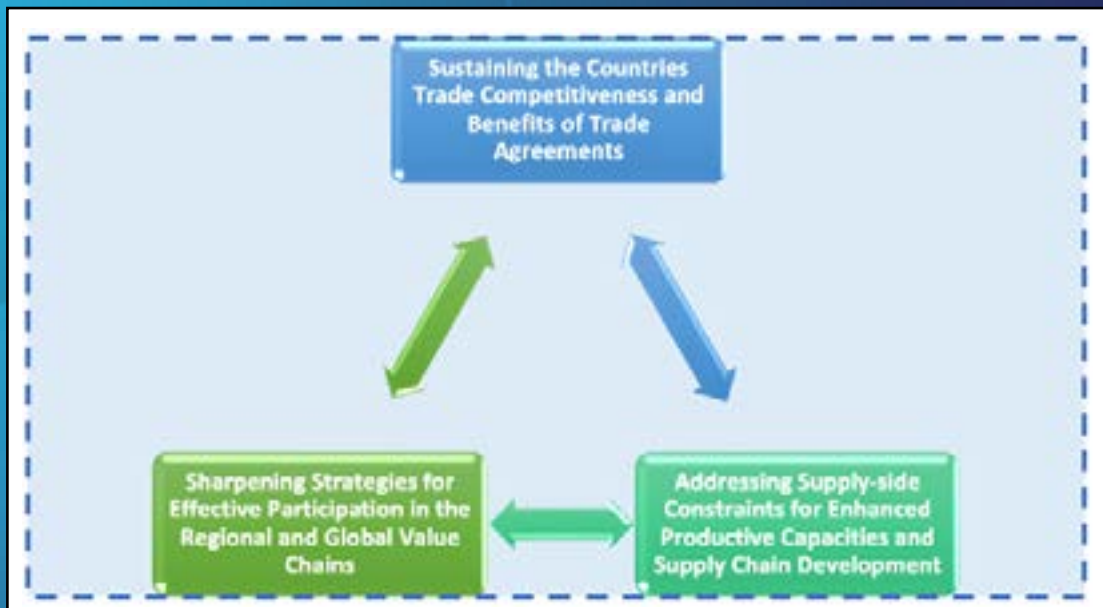 Sustaining the Countries
Trade Competitiveness and
Benefits of Trade
Agreements
Sharpening Strategies for
Effective Participation in the
Regional and Global Value
Chains
Addressing Supply-side
Constraints for Enhanced
Productive Capacities and
Supply Chain Development